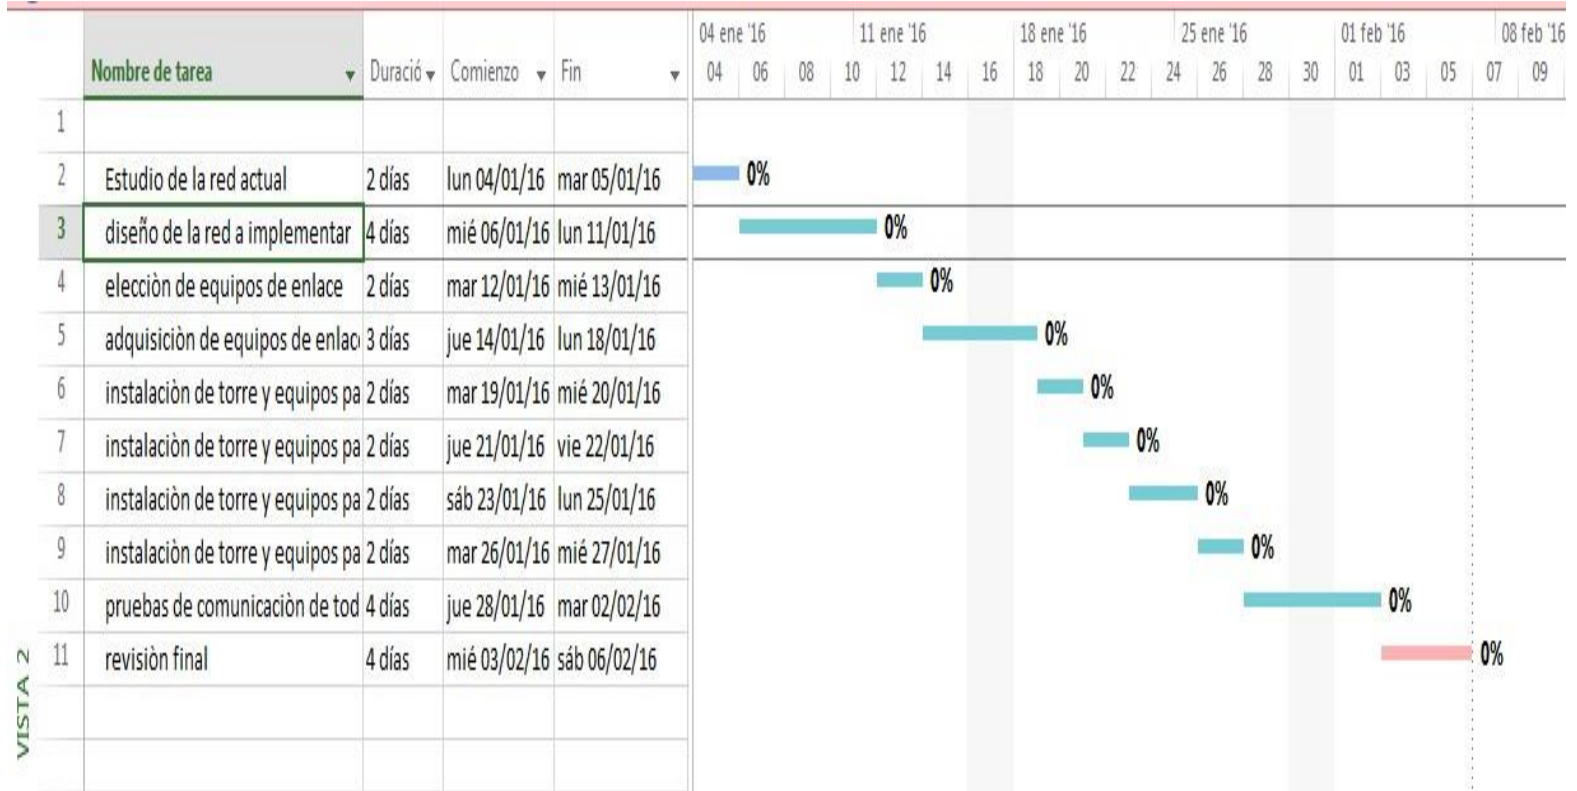 04 ene '16 11 ene '16 18 ene '16 25 ene '16 01 feb '16 08 feb '16
Nombre de tarea Duració Comienzo Fin 04 06 08 10 12 14 16 18 20 22 24 26 28 30 01 03 05 07 09
1
2 Estudio de la red actual 2 días lun 04/01/16 mar 05/01/16 0%
3 diseño de la red a implementar 4 días mié 06/01/16 lun 11/01/16 0%
4 elecciòn de equipos de enlace 2 días mar 12/01/16 mié 13/01/16 0%
5 adquisiciòn de equipos de enlac 3 días jue 14/01/16 lun 18/01/16 0%
6 instalaciòn de torre y equipos pa 2 días mar 19/01/16 mié 20/01/16 0%
7 instalaciòn de torre y equipos pa 2 días jue 21/01/16 vie 22/01/16 0%
8 instalaciòn de torre y equipos pa 2 días sáb 23/01/16 lun 25/01/16 0%
9 instalaciòn de torre y equipos pa 2 días mar 26/01/16 mié 27/01/16 0%
10 pruebas de comunicaciòn de tod 4 días jue 28/01/16 mar 02/02/16 0%
11 revisiòn final 4 días mié 03/02/16 sáb 06/02/16 0%
VISTA 2